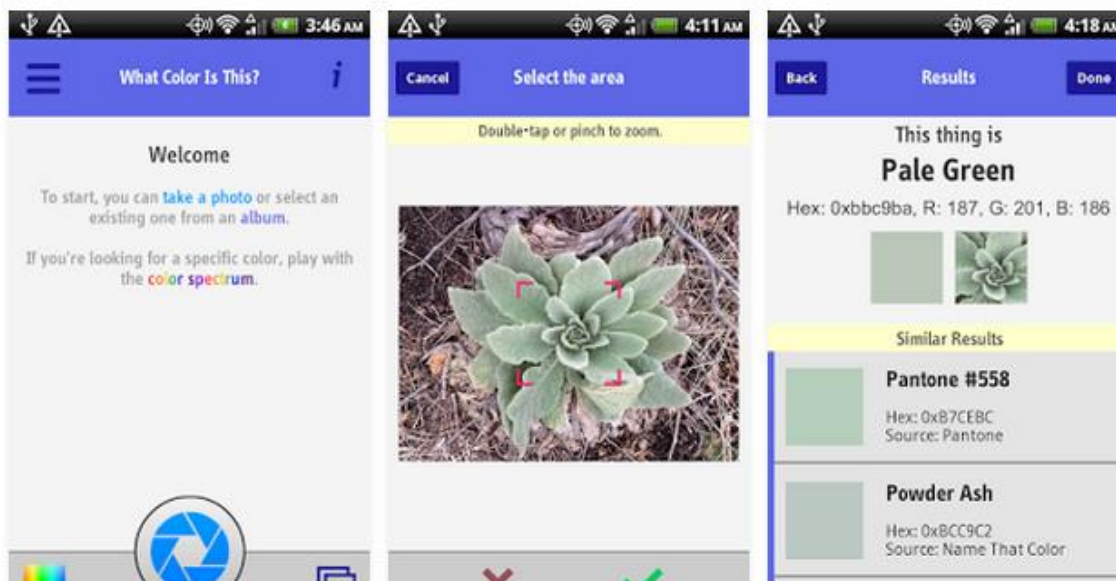 3:46 AM
What Color Is This?
i
Welcome
To start, you can take a photo or select an
existing one from an album.
If you're looking for a specific color, play with
the color spectrum.
4:11 AM
Cancel
Select the area
Double-tap or pinch to zoom.
4:18 AM
Back
Results
Done
This thing is
Pale Green
Hex: 0xbbc9ba, R: 187, G: 201, B: 186
Similar Results
Pantone #558
Hex: 0xB7CEBC
Source: Pantone
Powder Ash
Hex: 0xBCC9C2
Source: Name That Color